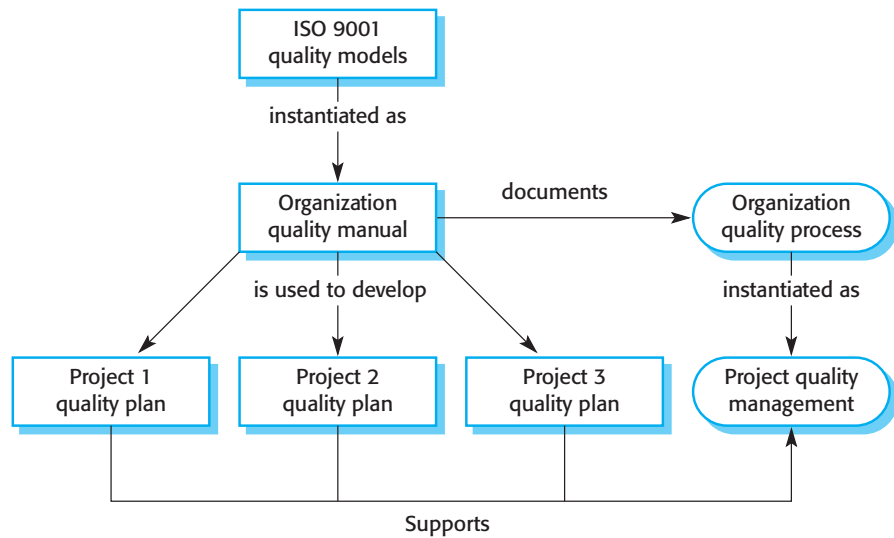 ISO 9001
quality models
instantiated as
Organization
quality manual
documents
Organization
quality process
is used to develop
instantiated as
Project 1
quality plan
Project 2
quality plan
Project 3
quality plan
Project quality
management
Supports